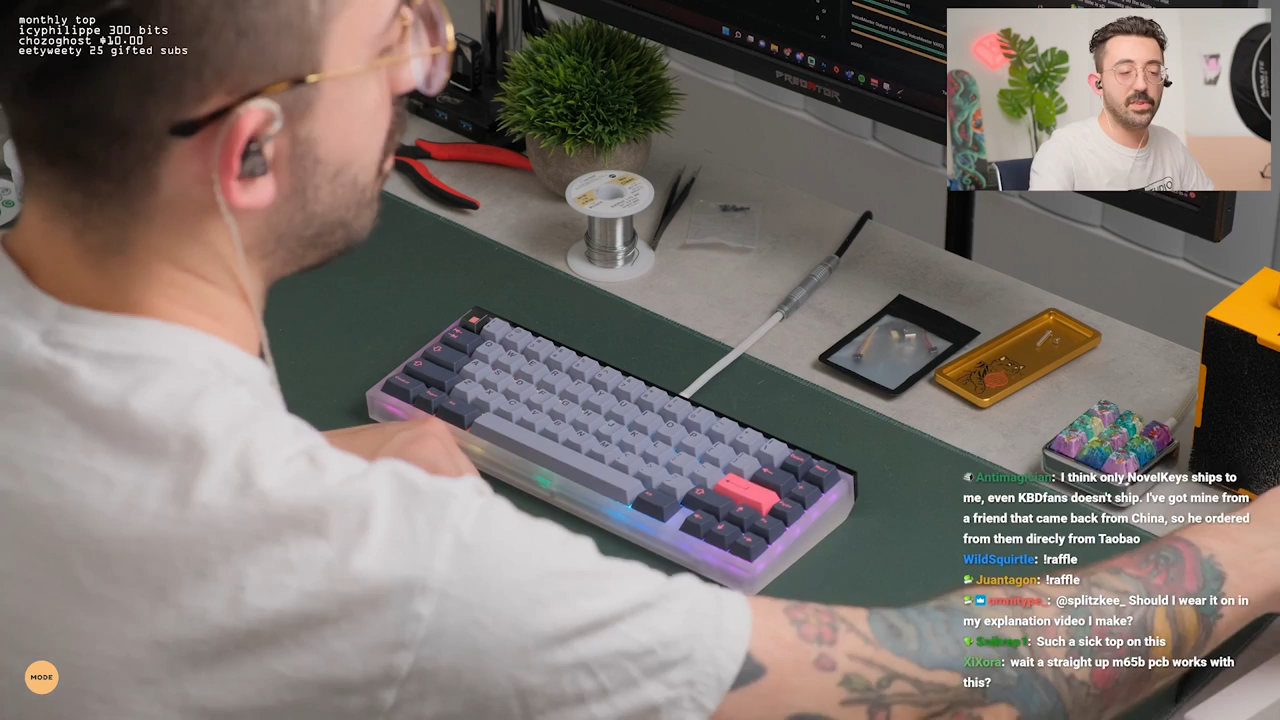 monthly top
icyphilippe 300 bits
chozoghost $10.00
eetyweety 25 gifted subs
PREDATOR
Antimagician: I think only NovelKeys ships to
me, even KBDfans doesn't ship. I've got mine from
a friend that came back from China, so he ordered
from them direcly from Taobao
WildSquirtle: !raffle
Juantagon: !raffle
omnitype_: @splitzkee_ Should I wear it on in
my explanation video I make?
Such a sick top on this
XiXora: wait a straight up m65b pcb works with
this?
MODE